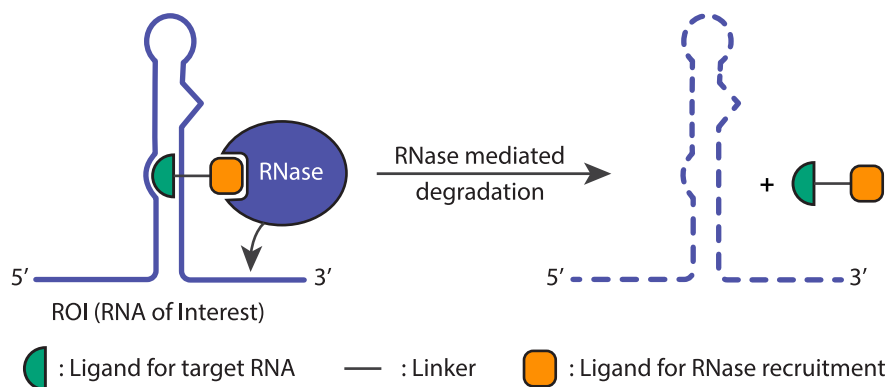 RNase
RNase mediated
degradation
+
5′
3′
5′
3′
ROI (RNA of Interest)
: Ligand for target RNA
: Linker
: Ligand for RNase recruitment